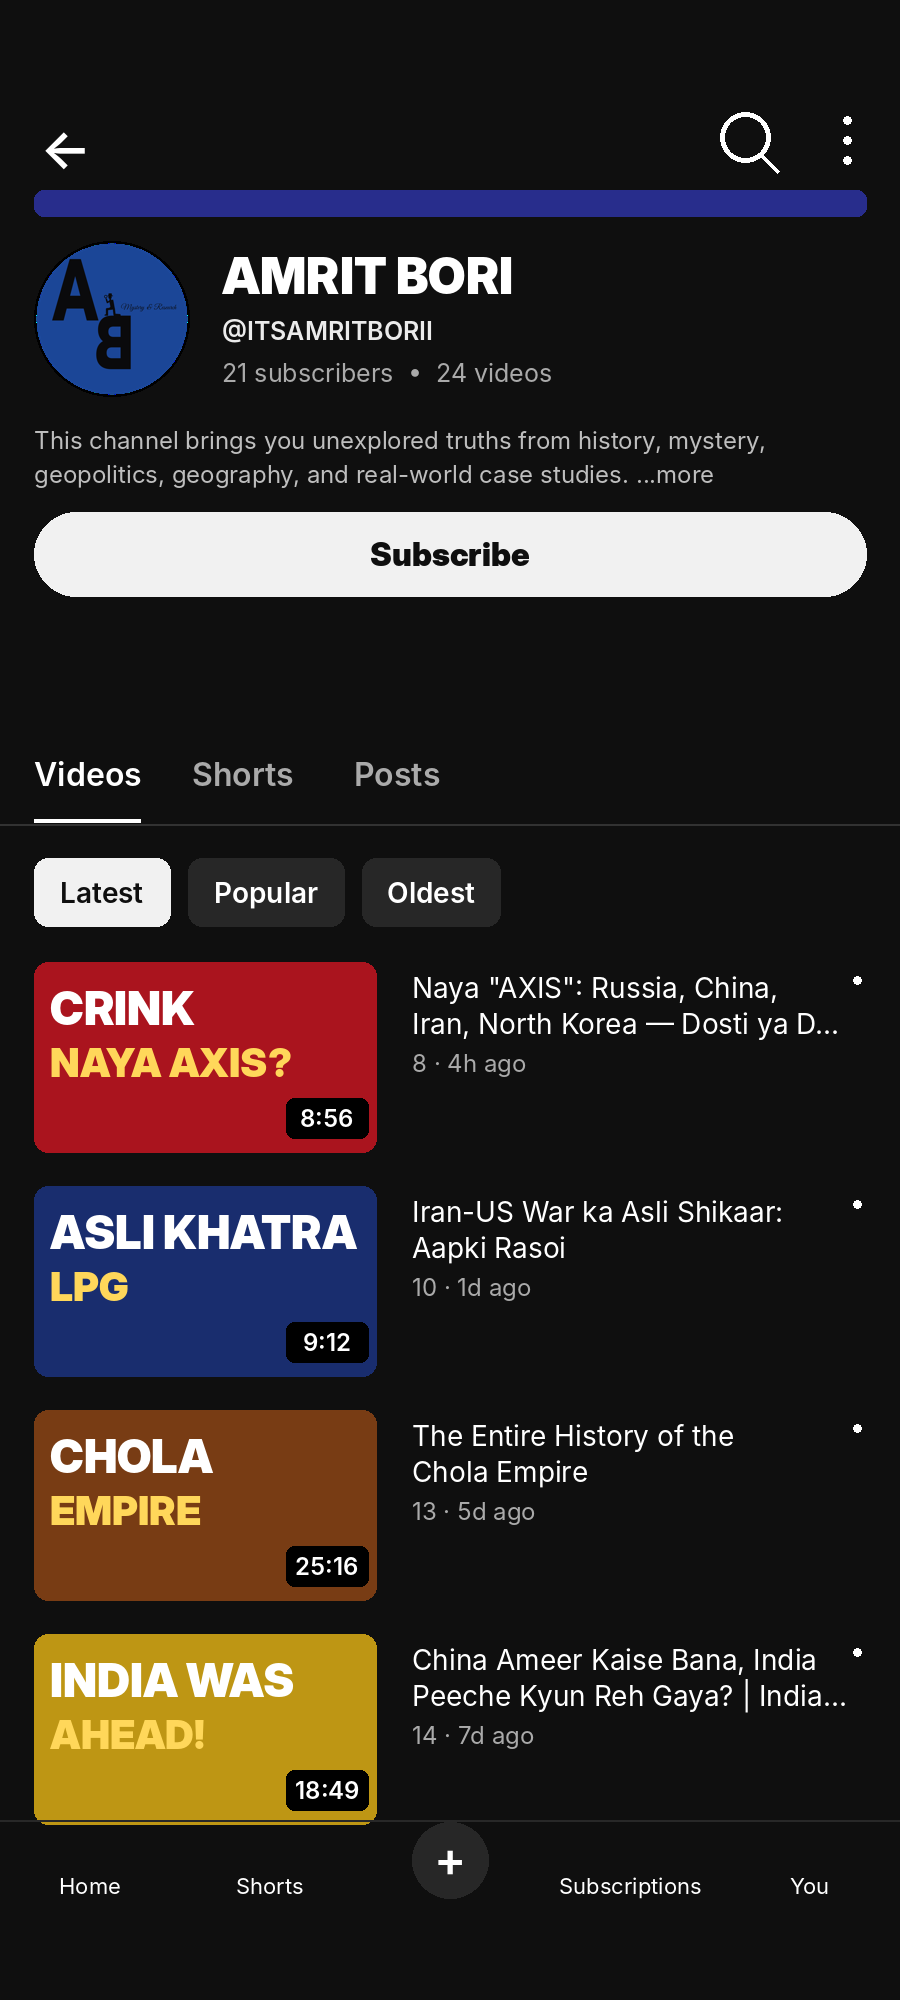 AMRIT BORI
@ITSAMRITBORII
21 subscribers • 24 videos
This channel brings you unexplored truths from history, mystery,
geopolitics, geography, and real-world case studies. ...more
Subscribe
Videos Shorts Posts
Latest Popular Oldest
CRINK
NAYA AXIS?
8:56
Naya "AXIS": Russia, China,
Iran, North Korea — Dosti ya D...
8 · 4h ago
ASLI KHATRA
LPG
9:12
Iran-US War ka Asli Shikaar:
Aapki Rasoi
10 · 1d ago
CHOLA
EMPIRE
25:16
The Entire History of the
Chola Empire
13 · 5d ago
INDIA WAS
AHEAD!
18:49
China Ameer Kaise Bana, India
Peeche Kyun Reh Gaya? | India...
14 · 7d ago
Home Shorts + Subscriptions You